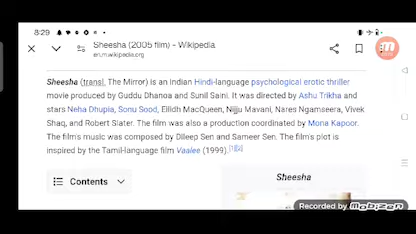 8:29
Sheesha (2005 film) - Wikipedia
en.m.wikipedia.org
Sheesha (transl. The Mirror) is an Indian Hindi-language psychological erotic thriller
movie produced by Guddu Dhanoa and Sunil Saini. It was directed by Ashu Trikha and
stars Neha Dhupia, Sonu Sood, Eilidh MacQueen, Nijju Mavani, Nares Ngamseera, Vivek
Shaq, and Robert Slater. The film was also a production coordinated by Mona Kapoor.
The film's music was composed by Dileep Sen and Sameer Sen. The film's plot is
inspired by the Tamil-language film Vaalee (1999).[1][2]
Contents
Sheesha
Recorded by Mobizen